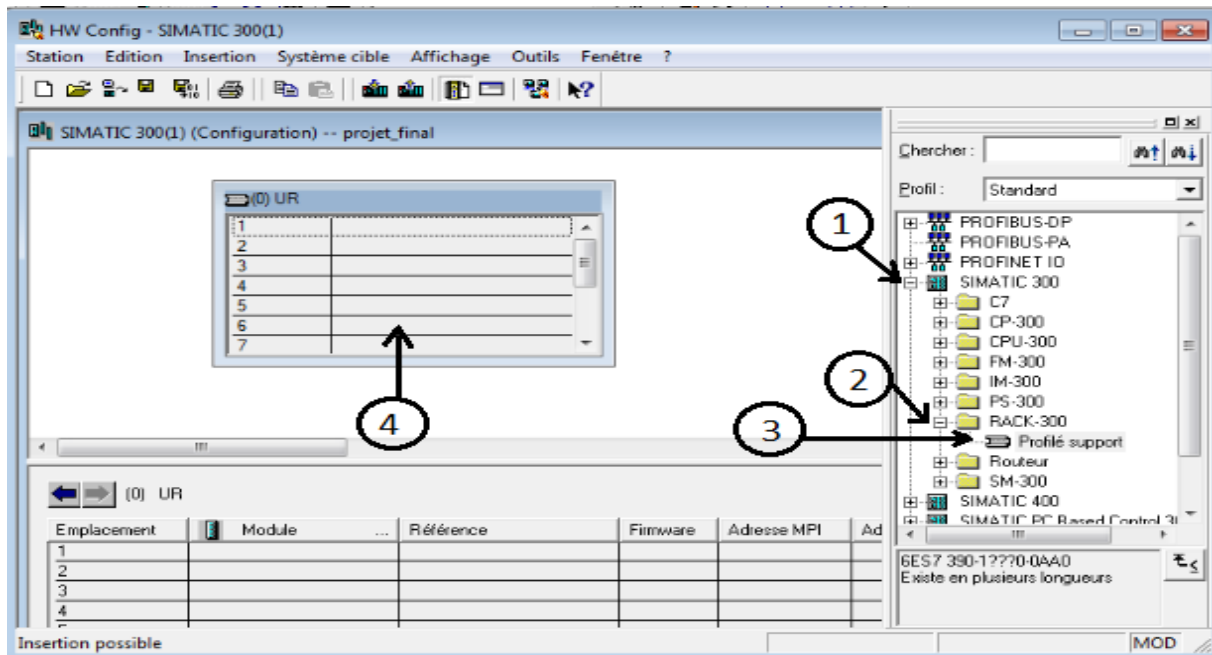 HW Config - SIMATIC 300(1)
Station Edition Insertion Système cible Affichage Outils Fenêtre ?
SIMATIC 300(1) (Configuration) -- projet_final
(0) UR
1
2
3
4
5
6
7
4
1
2
3
Chercher :
Profil : Standard
PROFIBUS-DP
PROFIBUS-PA
PROFINET IO
SIMATIC 300
C7
CP-300
CPU-300
FM-300
IM-300
PS-300
RACK-300
Profilé support
Routeur
SM-300
SIMATIC 400
SIMATIC PC Based Control
6ES7 390-1???0-0AA0
Existe en plusieurs longueurs
(0) UR
Emplacement Module ... Référence Firmware Adresse MPI Ad
1
2
3
4
Insertion possible
MOD